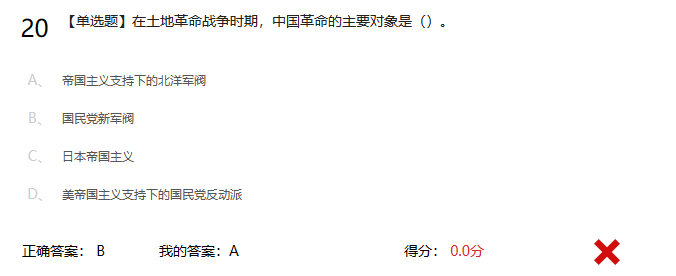 20 【单选题】在土地革命战争时期，中国革命的主要对象是（）。
A、 帝国主义支持下的北洋军阀
B、 国民党新军阀
C、 日本帝国主义
D、 美帝国主义支持下的国民党反动派
正确答案： B 我的答案：A 得分： 0.0分